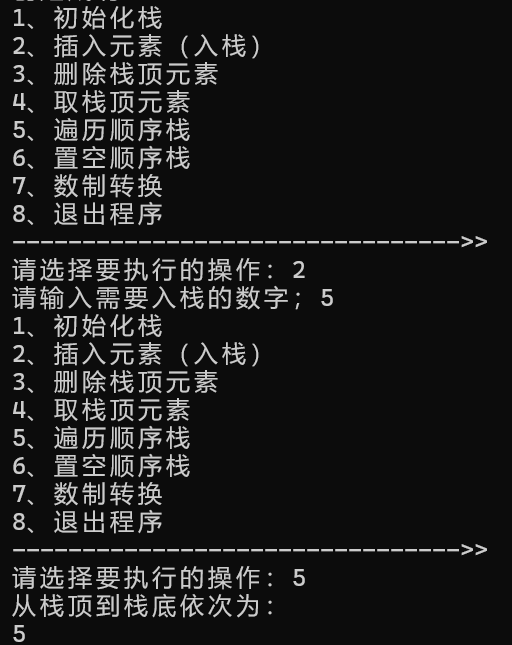 1、初始化栈
2、插入元素（入栈）
3、删除栈顶元素
4、取栈顶元素
5、遍历顺序栈
6、置空顺序栈
7、数制转换
8、退出程序
-------------------------------->>
请选择要执行的操作：2
请输入需要入栈的数字；5
1、初始化栈
2、插入元素（入栈）
3、删除栈顶元素
4、取栈顶元素
5、遍历顺序栈
6、置空顺序栈
7、数制转换
8、退出程序
-------------------------------->>
请选择要执行的操作：5
从栈顶到栈底依次为：
5